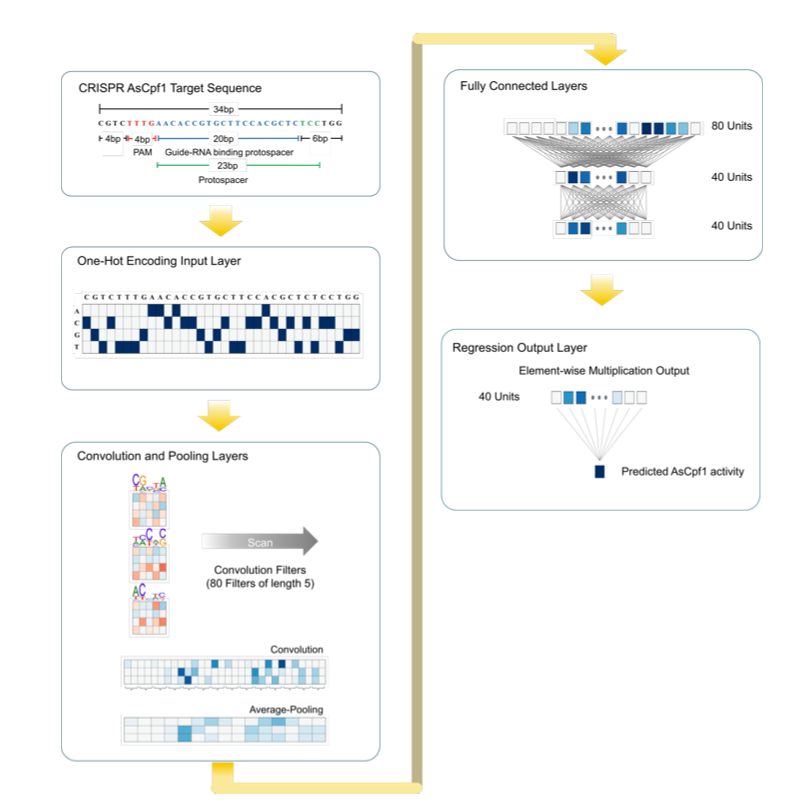 CRISPR AsCpf1 Target Sequence
34bp
CGTCTTTGAACACCGTGCTTCCACGCTCTCCTGG
4bp 4bp 20bp 6bp
PAM Guide-RNA binding protospacer
23bp
Protospacer
One-Hot Encoding Input Layer
C G T C T T T G A A C A C C G T G C T T C C A C G C T C T C C T G G
A
C
G
T
Convolution and Pooling Layers
Scan
Convolution Filters
(80 Filters of length 5)
Convolution
Average-Pooling
Fully Connected Layers
80 Units
40 Units
40 Units
Regression Output Layer
Element-wise Multiplication Output
40 Units
Predicted AsCpf1 activity